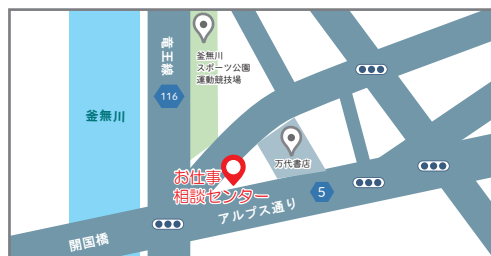 竜王線
116
釜無川
スポーツ公園
運動競技場
釜無川
万代書店
お仕事
相談センター
5
アルプス通り
開国橋